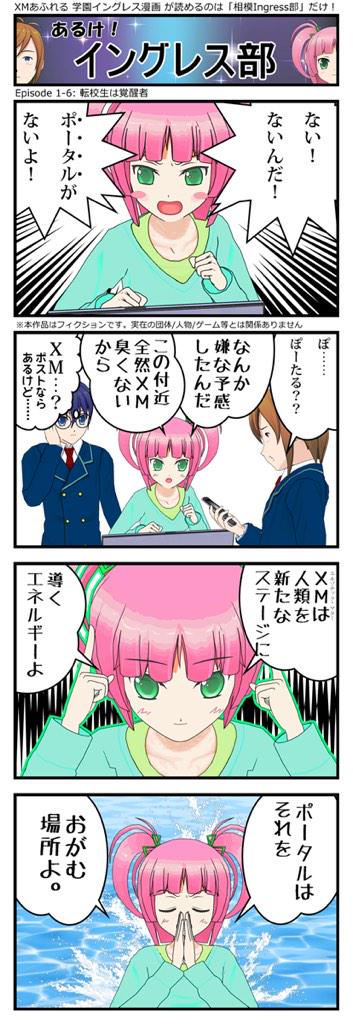 XMあふれる 学園イングレス漫画 が読めるのは「相模Ingress部」だけ！
あるけ！
イングレス部
Episode 1-6: 転校生は覚醒者
ない！
ないんだ！
ポータルが
ないよ！
※本作品はフィクションです。実在の団体/人物/ゲーム等とは関係ありません
ぽ……
ぽーたる？？
なんか
嫌な予感
したんだ
この付近
全然XM
臭くない
から
XM…？
ポストなら
あるけど……
XMは
人類を
新たな
ステージに
導く
エネルギーよ
ポータルは
それを
おがむ
場所よ。